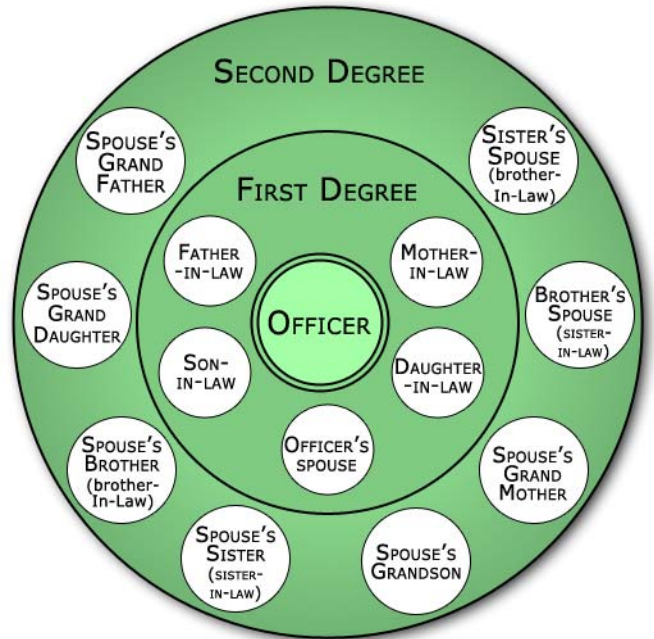 SECOND DEGREE
SPOUSE'S
GRAND
FATHER
SISTER'S
SPOUSE
(brother-
In-Law)
FIRST DEGREE
FATHER
-IN-LAW
MOTHER-
IN-LAW
SPOUSE'S
GRAND
DAUGHTER
OFFICER
BROTHER'S
SPOUSE
(SISTER-
IN-LAW)
SON-
IN-LAW
DAUGHTER
-IN-LAW
OFFICER'S
SPOUSE
SPOUSE'S
BROTHER
(brother-
In-Law)
SPOUSE'S
GRAND
MOTHER
SPOUSE'S
SISTER
(SISTER-
IN-LAW)
SPOUSE'S
GRANDSON